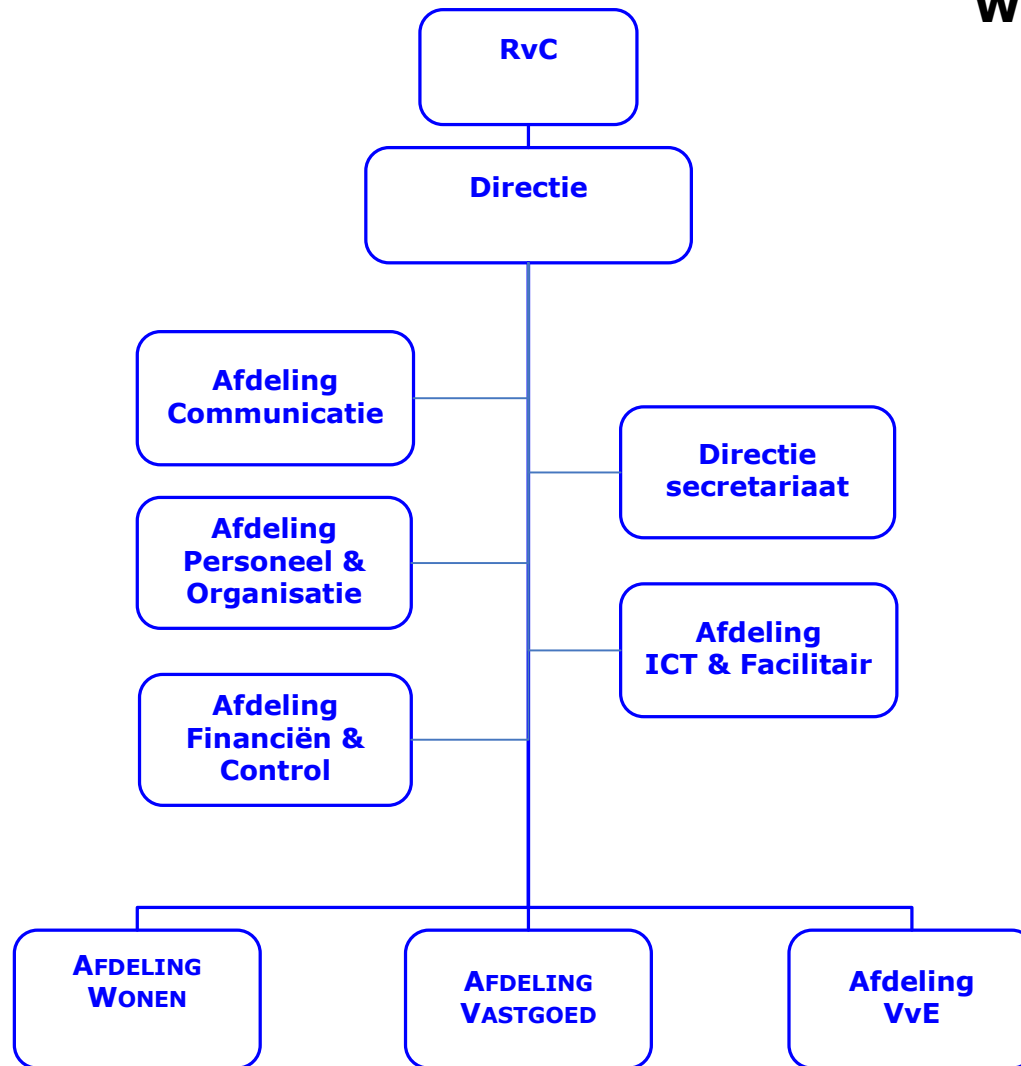 W
RvC
Directie
Afdeling
Communicatie
Directie
secretariaat
Afdeling
Personeel &
Organisatie
Afdeling
ICT & Facilitair
Afdeling
Financiën &
Control
AFDELING
WONEN
AFDELING
VASTGOED
Afdeling
VvE